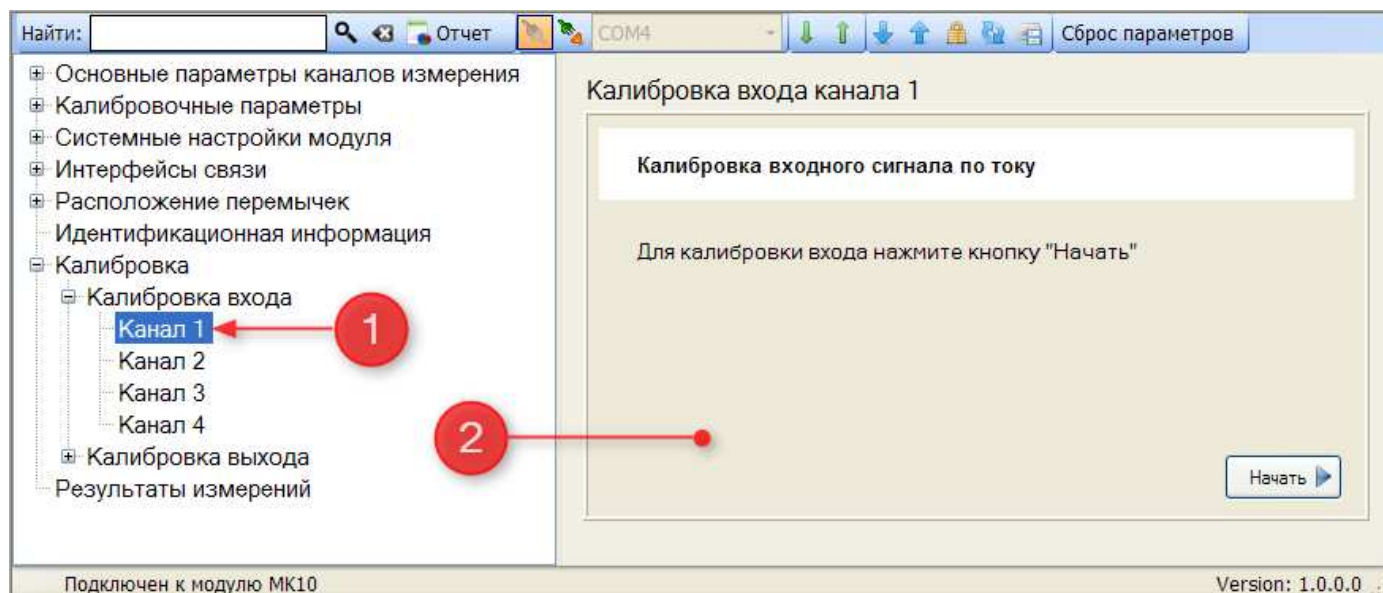 Найти: Отчет COM4 Сброс параметров
Основные параметры каналов измерения
Калибровочные параметры
Системные настройки модуля
Интерфейсы связи
Расположение перемычек
Идентификационная информация
Калибровка
Калибровка входа
Канал 1
1
Канал 2
Канал 3
Канал 4
2
Калибровка выхода
Результаты измерений
Калибровка входа канала 1
Калибровка входного сигнала по току
Для калибровки входа нажмите кнопку "Начать"
Начать
Подключен к модулю МК10
Version: 1.0.0.0